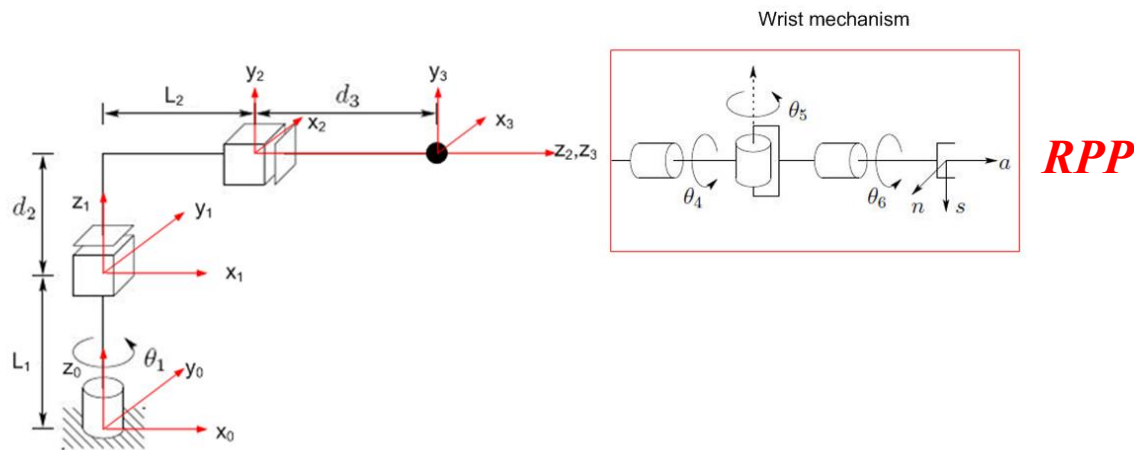 Wrist mechanism
y₂
y₃
L₂
d₃
x₂
x₃
z₂,z₃
θ₅
θ₄
θ₆
a
n
s
RPP
d₂
z₁
y₁
x₁
L₁
z₀
θ₁
y₀
x₀